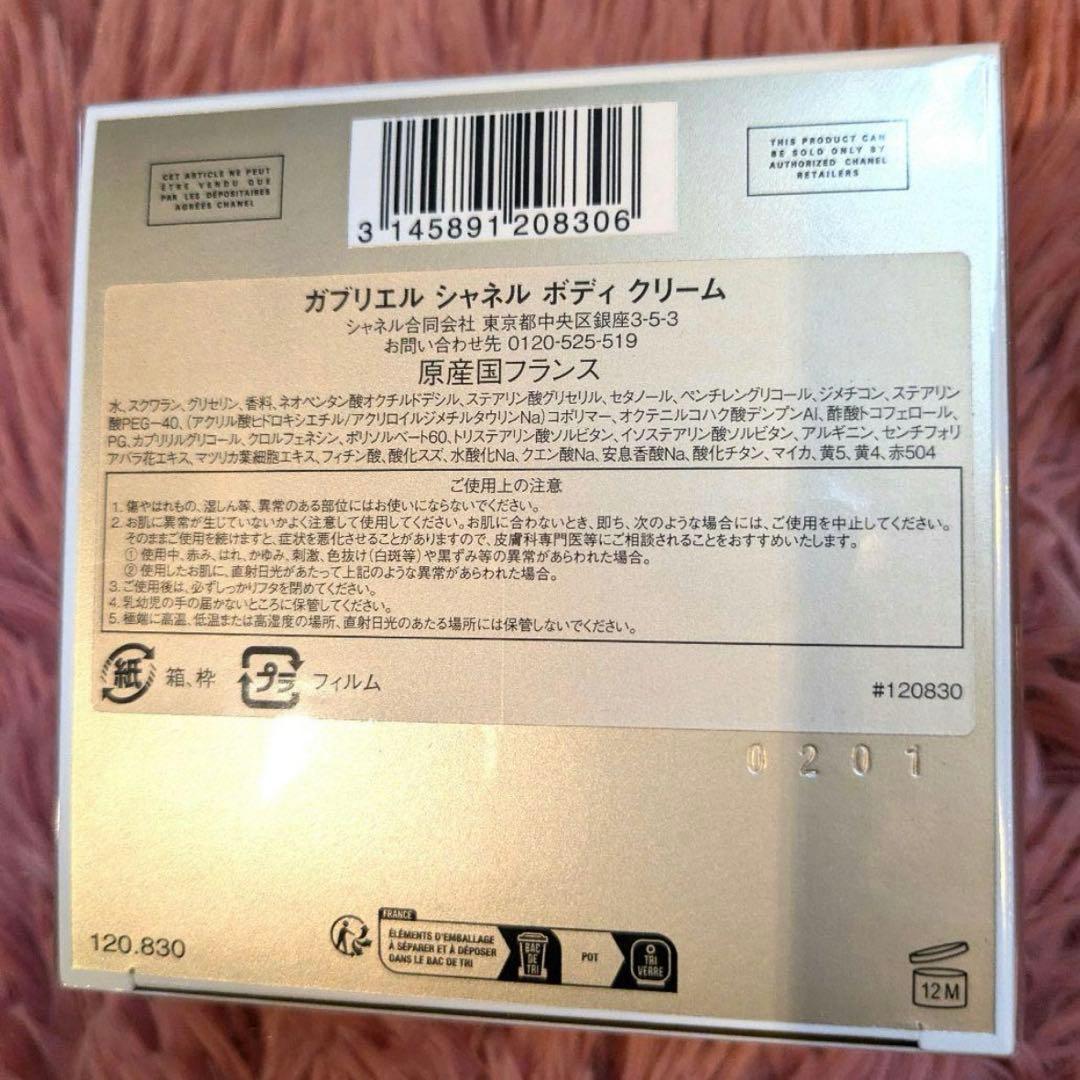 CET ARTICLE NE PEUT
ÊTRE VENDU QUE
PAR LES DÉPOSITAIRES
AGRÉÉS CHANEL
THIS PRODUCT CAN
BE SOLD ONLY BY
AUTHORIZED CHANEL
RETAILERS
3 145891 208306
ガブリエル シャネル ボディ クリーム
シャネル合同会社 東京都中央区銀座3-5-3
お問い合わせ先 0120-525-519
原産国フランス
水、スクワラン、グリセリン、香料、ネオペンタン酸オクチルドデシル、ステアリン酸グリセリル、セタノール、ペンチレングリコール、ジメチコン、ステアリン
酸PEG-40、(アクリル酸ヒドロキシエチル/アクリロイルジメチルタウリンNa)コポリマー、オクテニルコハク酸デンプンAl、酢酸トコフェロール、
PG、カプリリルグリコール、クロルフェネシン、ポリソルベート60、トリステアリン酸ソルビタン、イソステアリン酸ソルビタン、アルギニン、センチフォリ
アバラ花エキス、マツリカ葉細胞エキス、フィチン酸、酸化スズ、水酸化Na、クエン酸Na、安息香酸Na、酸化チタン、マイカ、黄5、黄4、赤504
ご使用上の注意
1. 傷やはれもの、湿しん等、異常のある部位にはお使いにならないでください。
2. お肌に異常が生じていないかよく注意して使用してください。お肌に合わないとき、即ち、次のような場合には、ご使用を中止してください。
そのままご使用を続けますと、症状を悪化させることがありますので、皮膚科専門医等にご相談されることをおすすめいたします。
① 使用中、赤み、はれ、かゆみ、刺激、色抜け(白斑等)や黒ずみ等の異常があらわれた場合。
② 使用したお肌に、直射日光があたって上記のような異常があらわれた場合。
3. ご使用後は、必ずしっかりフタを閉めてください。
4. 乳幼児の手の届かないところに保管してください。
5. 極端に高温、低温または高湿度の場所、直射日光のあたる場所には保管しないでください。
紙 箱、枠 プラ フィルム
#120830
0201
120.830
FRANCE
ÉLÉMENTS D'EMBALLAGE
À SÉPARER ET À DÉPOSER
DANS LE BAC DE TRI
BAC
DE
TRI
POT
TRI
VERRE
12 M